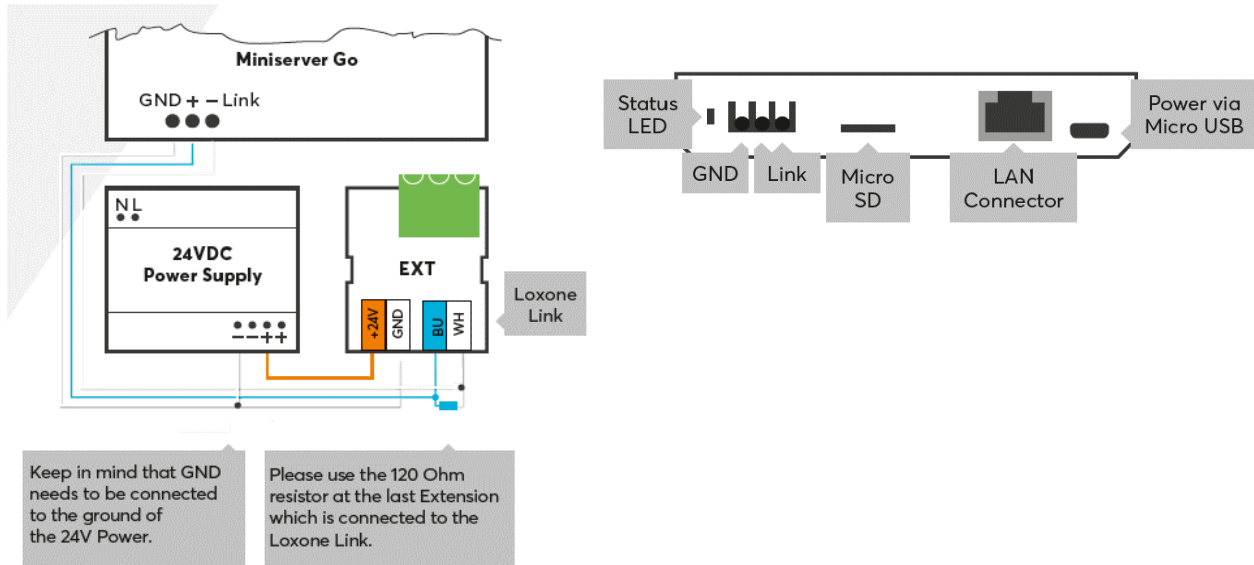 Miniserver Go
GND + − Link
N L
24VDC
Power Supply
−−++
EXT
+24V
GND
BU
WH
Loxone
Link
Keep in mind that GND
needs to be connected
to the ground of
the 24V Power.
Please use the 120 Ohm
resistor at the last Extension
which is connected to the
Loxone Link.
Status
LED
GND
Link
Micro
SD
LAN
Connector
Power via
Micro USB